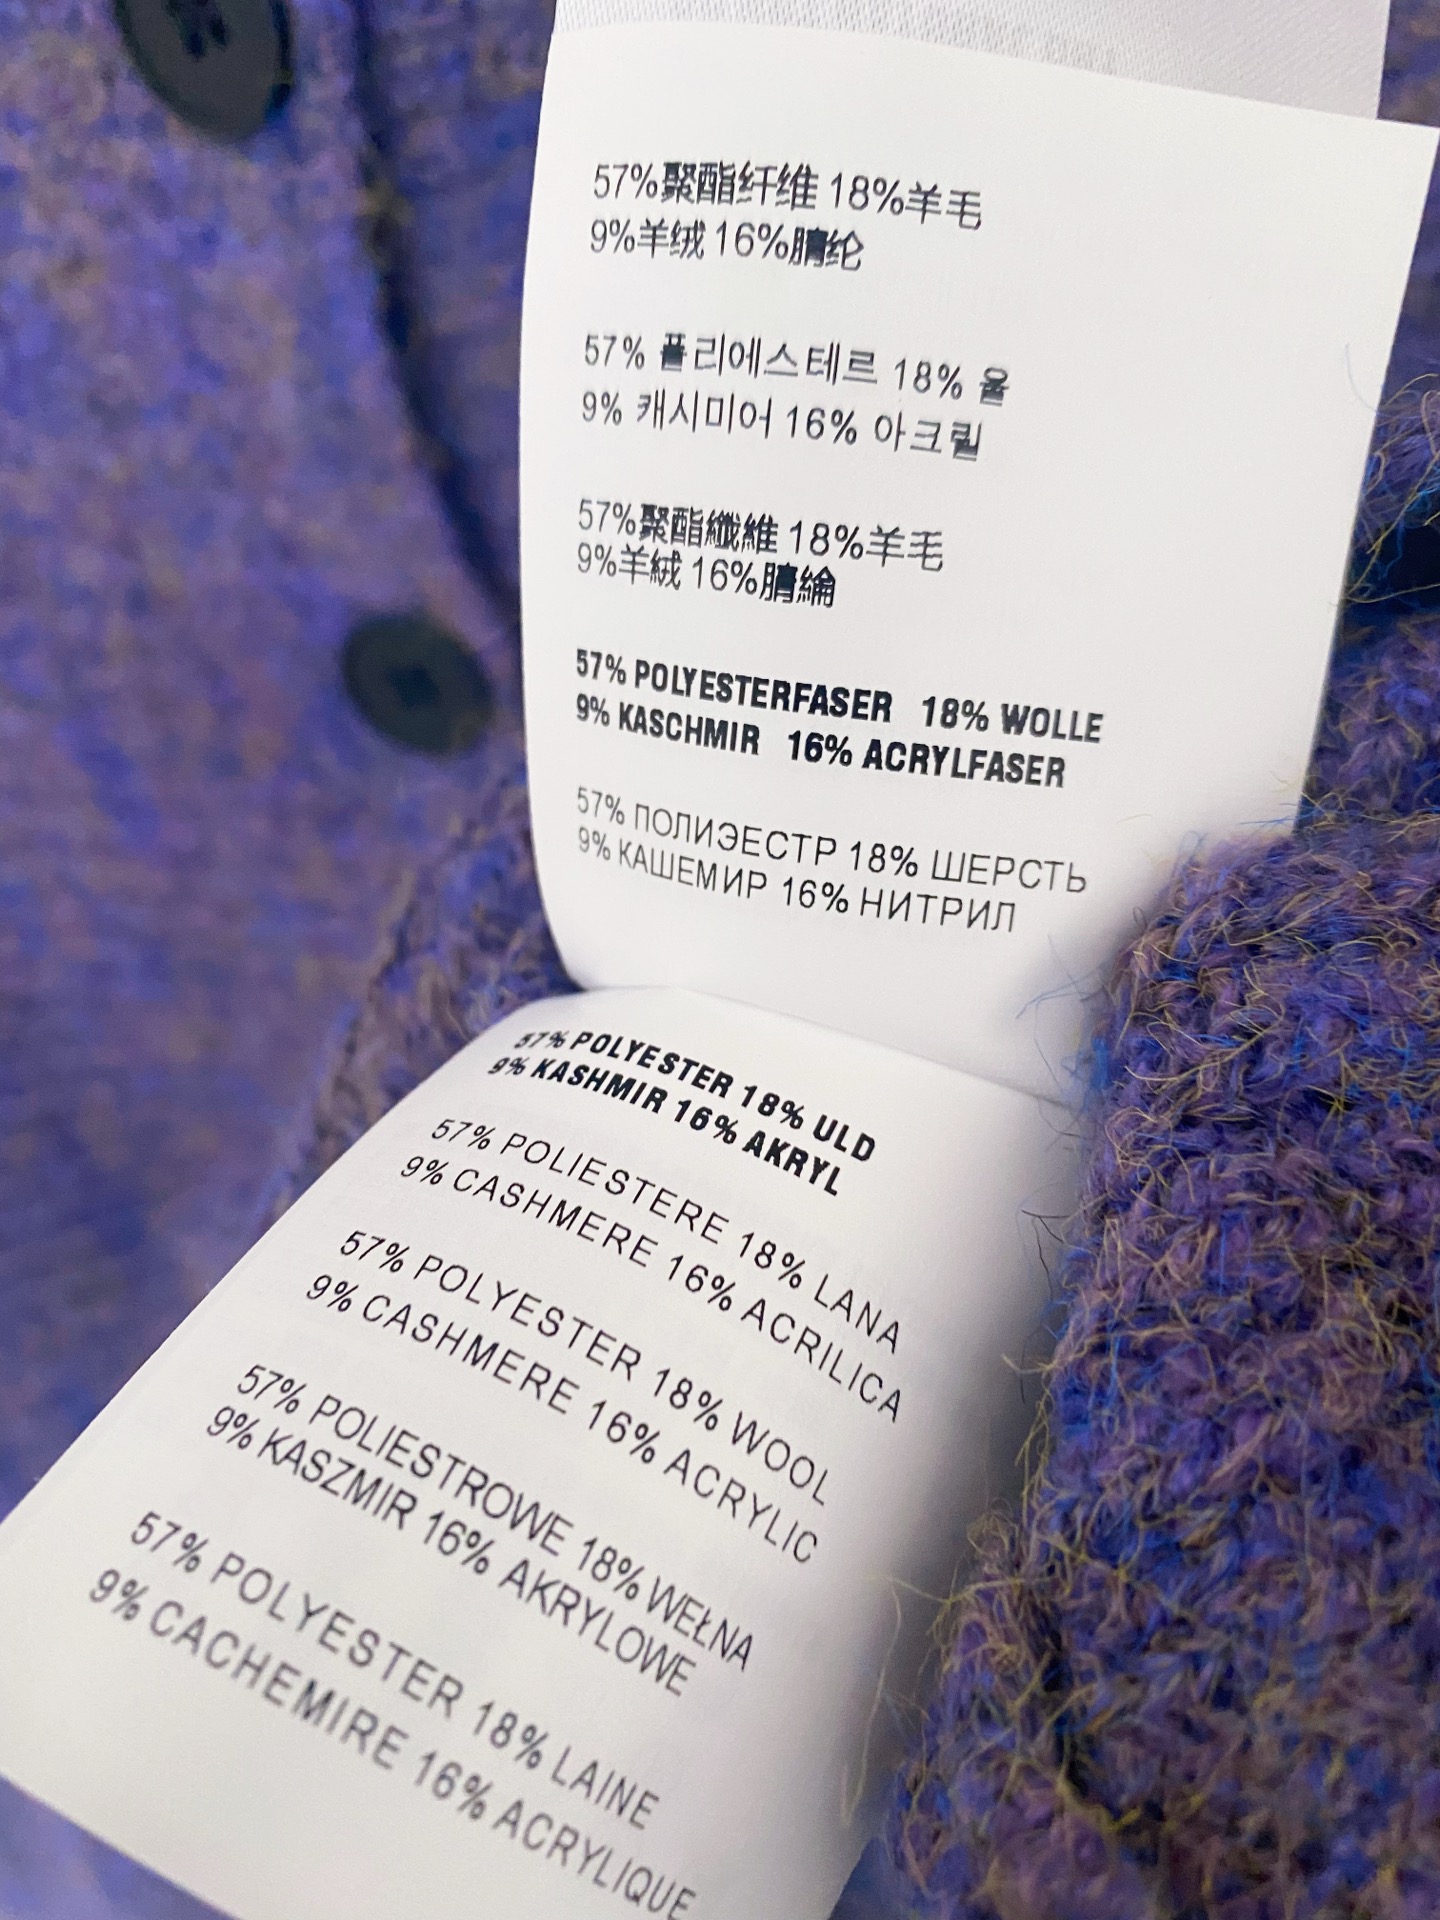 57%聚酯纤维 18%羊毛
9%羊绒 16%腈纶
57% 폴리에스테르 18% 울
9% 캐시미어 16% 아크릴
57%聚酯纖維 18%羊毛
9%羊絨 16%腈綸
57% POLYESTERFASER 18% WOLLE
9% KASCHMIR 16% ACRYLFASER
57% ПОЛИЭЕСТР 18% ШЕРСТЬ
9% КАШЕМИР 16% НИТРИЛ
57% POLYESTER 18% ULD
9% KASHMIR 16% AKRYL
57% POLIESTERE 18% LANA
9% CASHMERE 16% ACRILICA
57% POLYESTER 18% WOOL
9% CASHMERE 16% ACRYLIC
57% POLIESTROWE 18% WEŁNA
9% KASZMIR 16% AKRYLOWE
57% POLYESTER 18% LAINE
9% CACHEMIRE 16% ACRYLIQUE